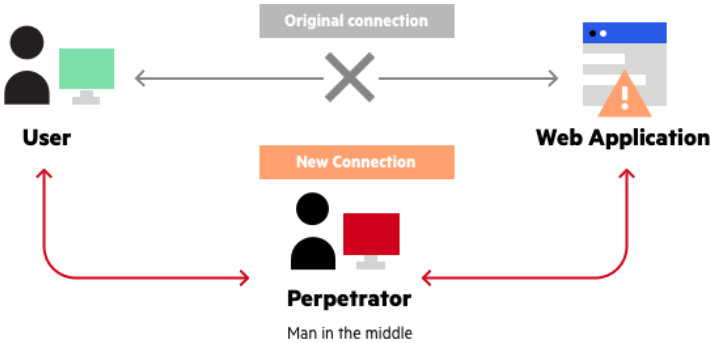 Original connection
User
Web Application
New Connection
Perpetrator
Man in the middle